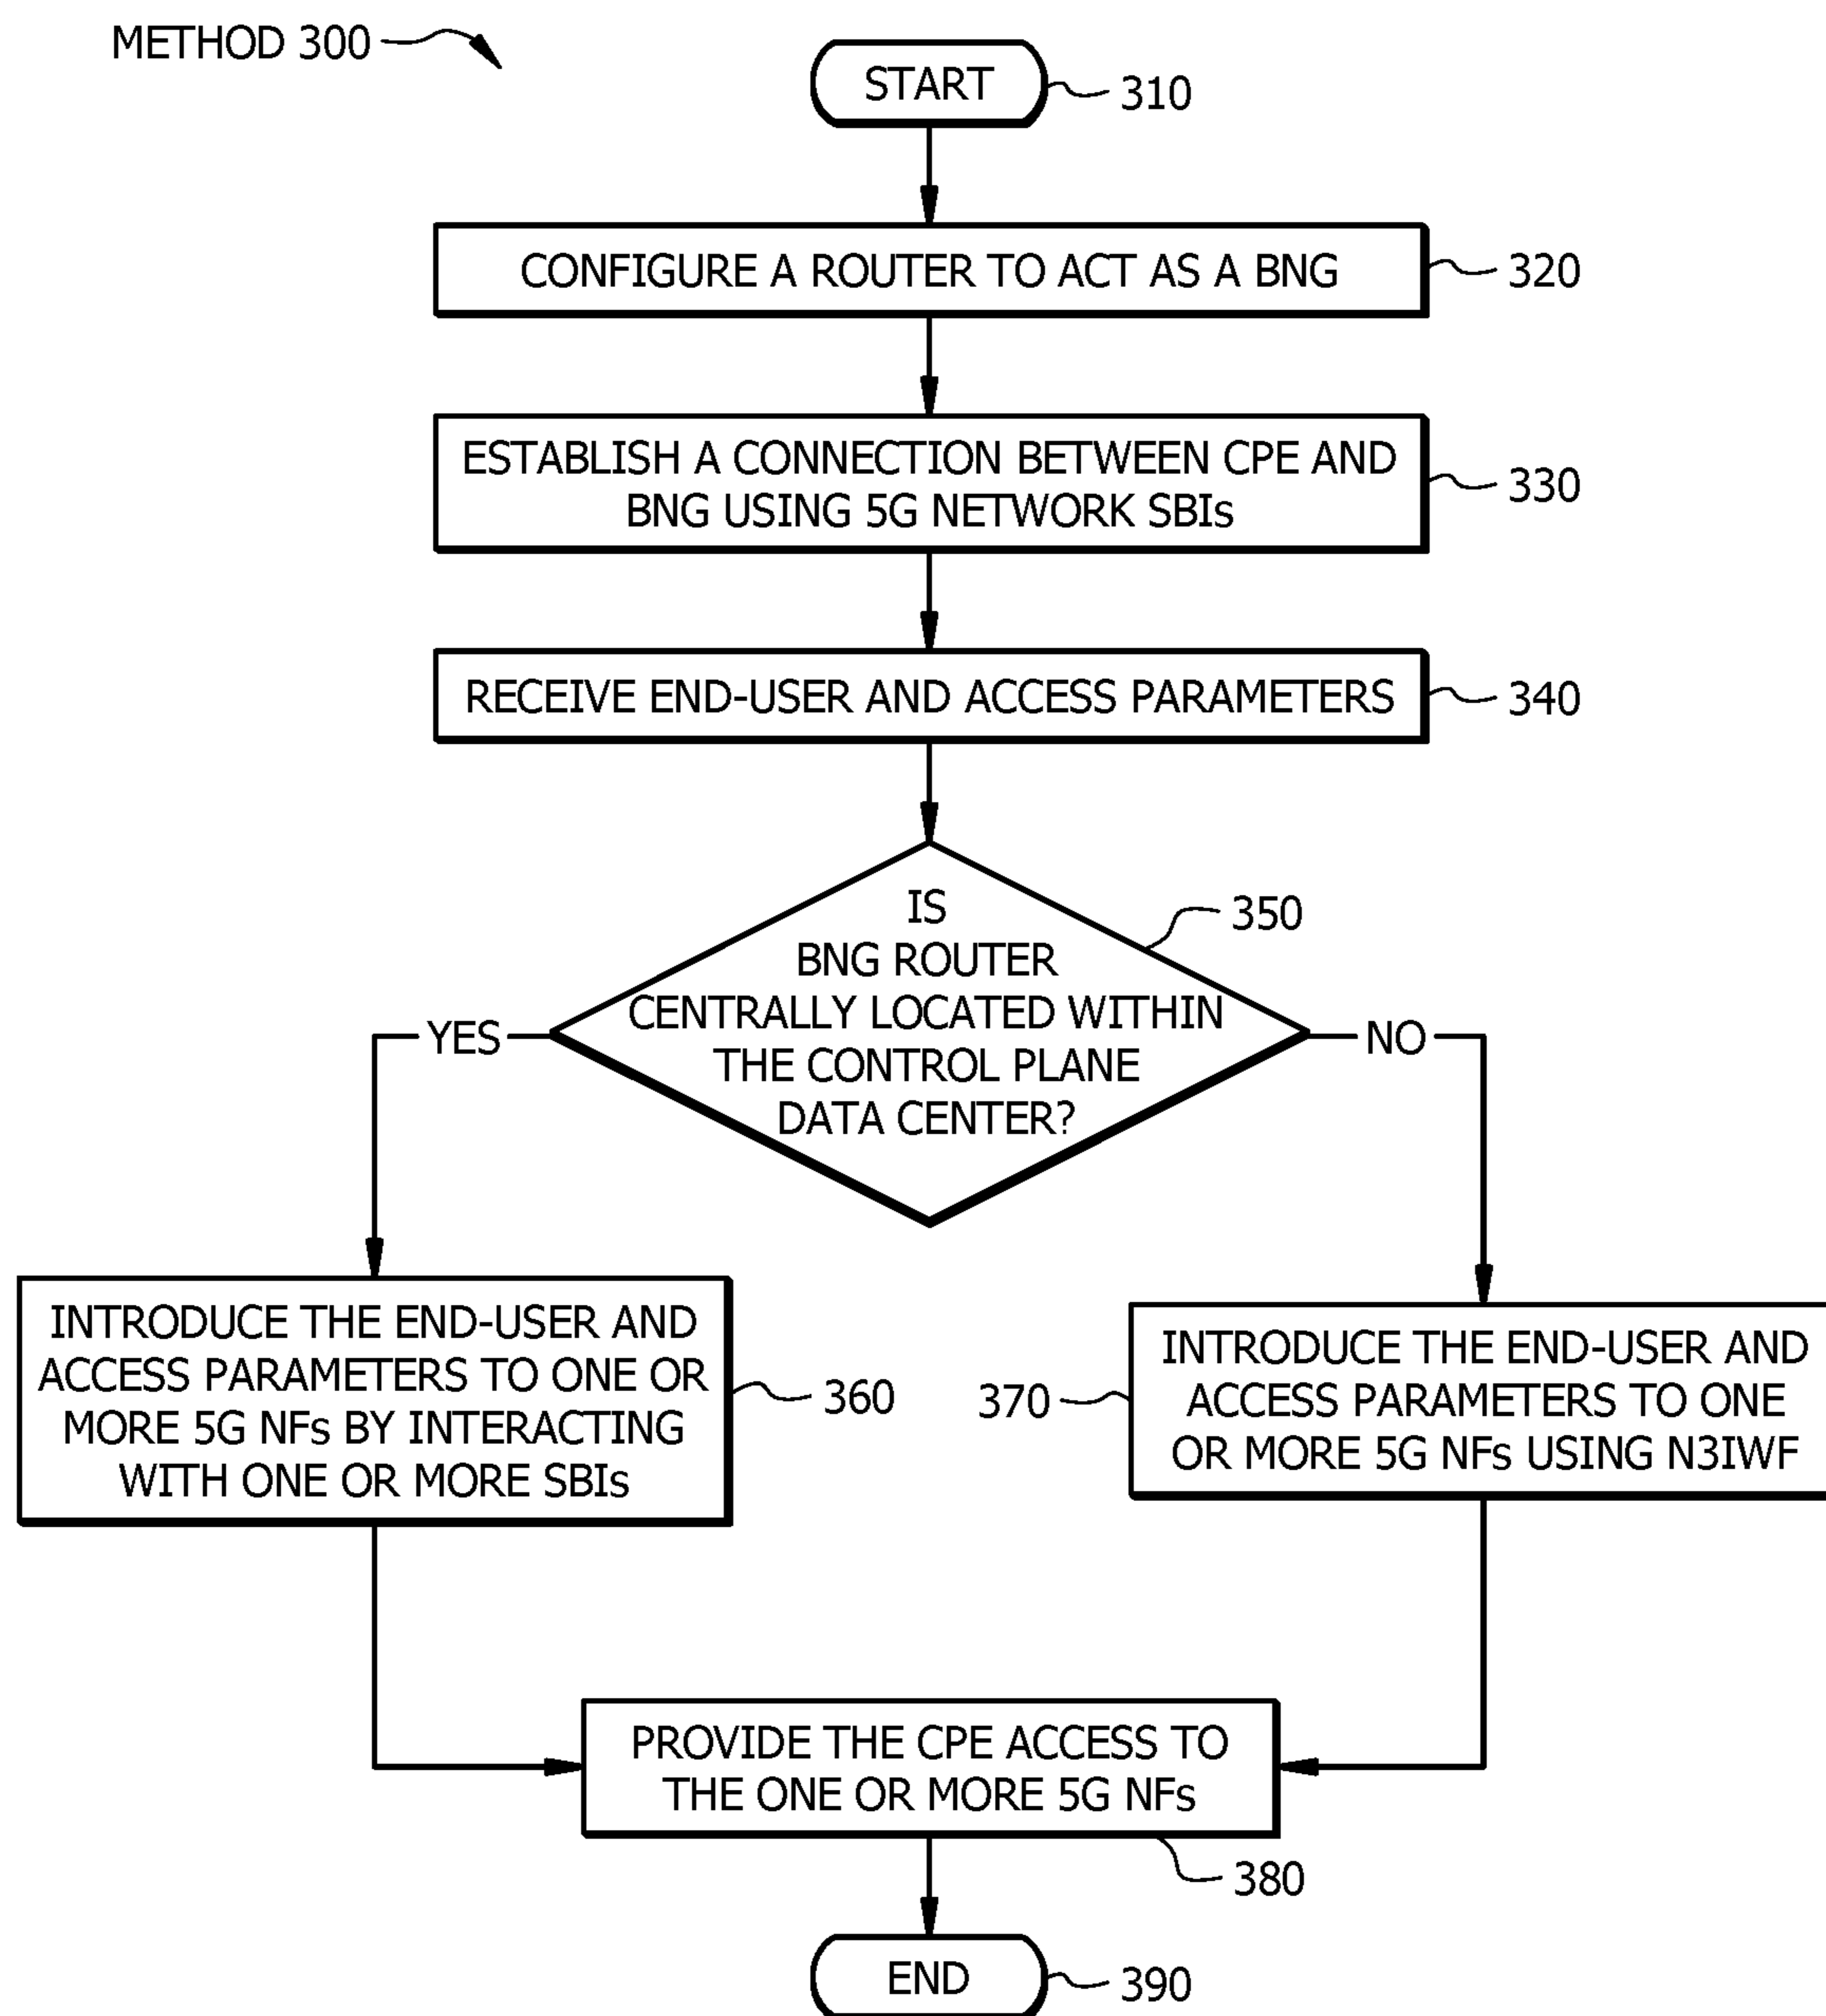 METHOD 300
START
310
CONFIGURE A ROUTER TO ACT AS A BNG
320
ESTABLISH A CONNECTION BETWEEN CPE AND
BNG USING 5G NETWORK SBIs
330
RECEIVE END-USER AND ACCESS PARAMETERS
340
IS
BNG ROUTER
CENTRALLY LOCATED WITHIN
THE CONTROL PLANE
DATA CENTER?
350
YES
NO
INTRODUCE THE END-USER AND
ACCESS PARAMETERS TO ONE OR
MORE 5G NFs BY INTERACTING
WITH ONE OR MORE SBIs
360
370
INTRODUCE THE END-USER AND
ACCESS PARAMETERS TO ONE
OR MORE 5G NFs USING N3IWF
PROVIDE THE CPE ACCESS TO
THE ONE OR MORE 5G NFs
380
END
390